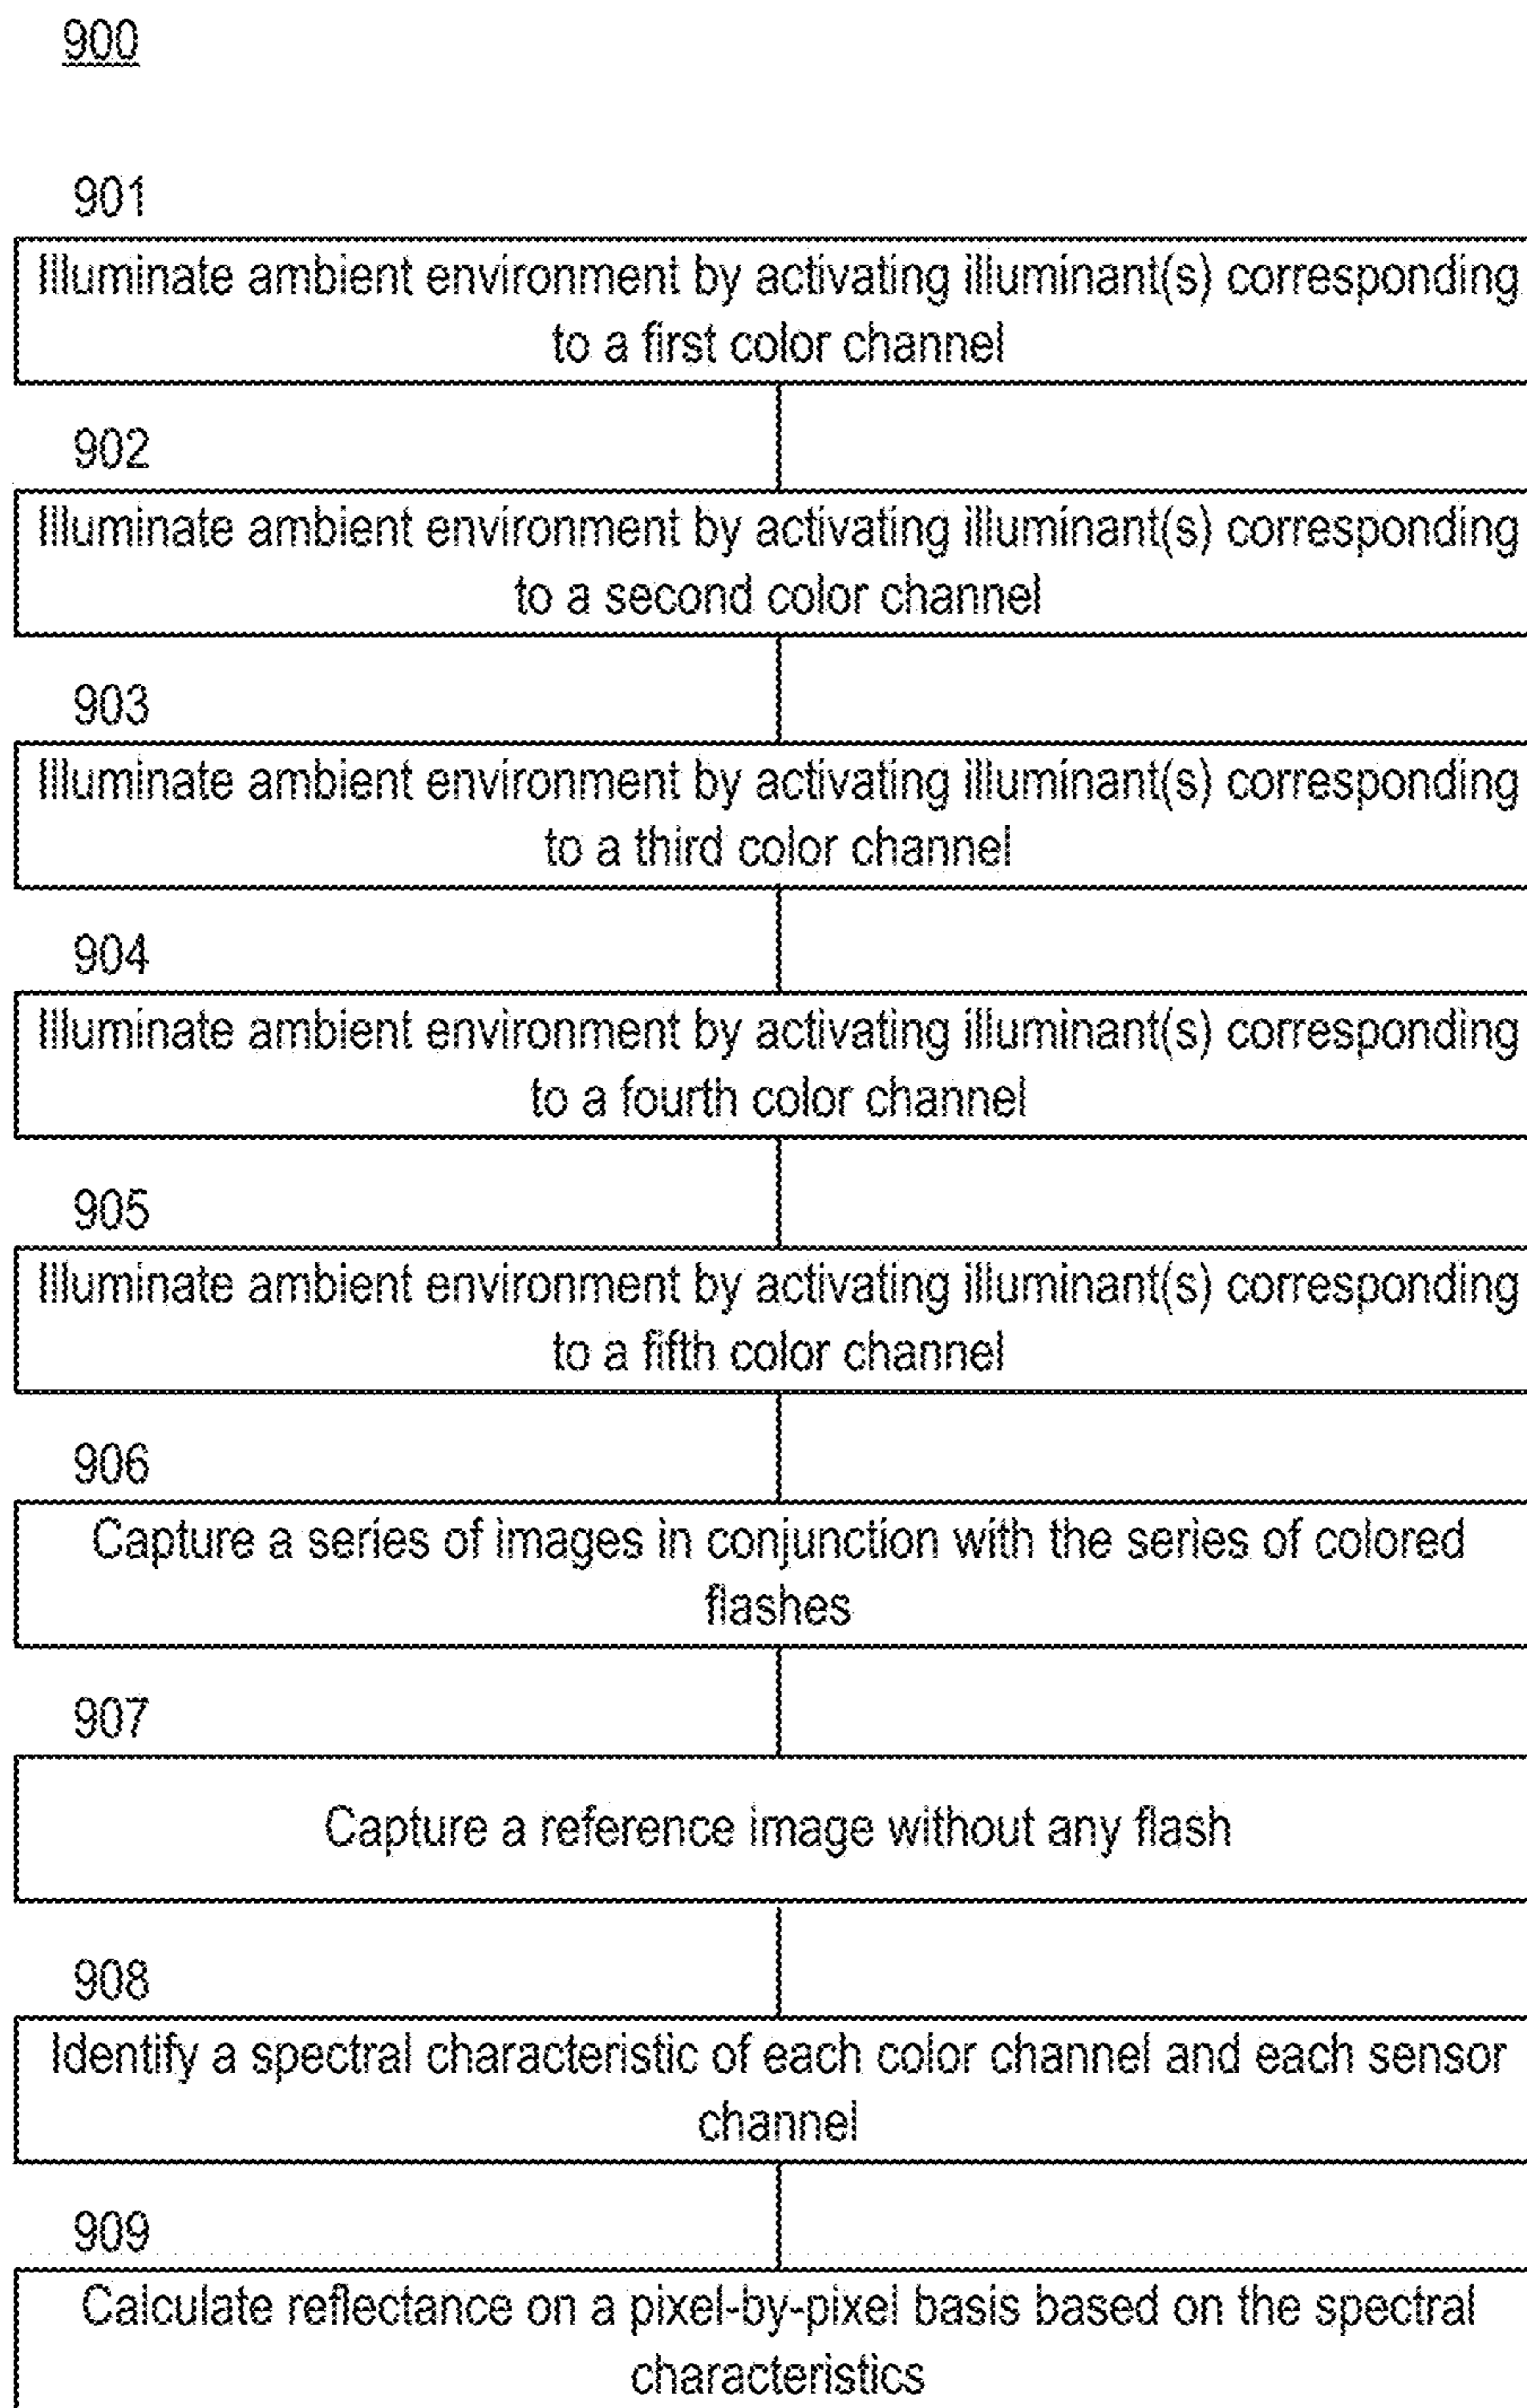 900
901
Illuminate ambient environment by activating illuminant(s) corresponding
to a first color channel
902
Illuminate ambient environment by activating illuminant(s) corresponding
to a second color channel
903
Illuminate ambient environment by activating illuminant(s) corresponding
to a third color channel
904
Illuminate ambient environment by activating illuminant(s) corresponding
to a fourth color channel
905
Illuminate ambient environment by activating illuminant(s) corresponding
to a fifth color channel
906
Capture a series of images in conjunction with the series of colored
flashes
907
Capture a reference image without any flash
908
Identify a spectral characteristic of each color channel and each sensor
channel
909
Calculate reflectance on a pixel-by-pixel basis based on the spectral
characteristics